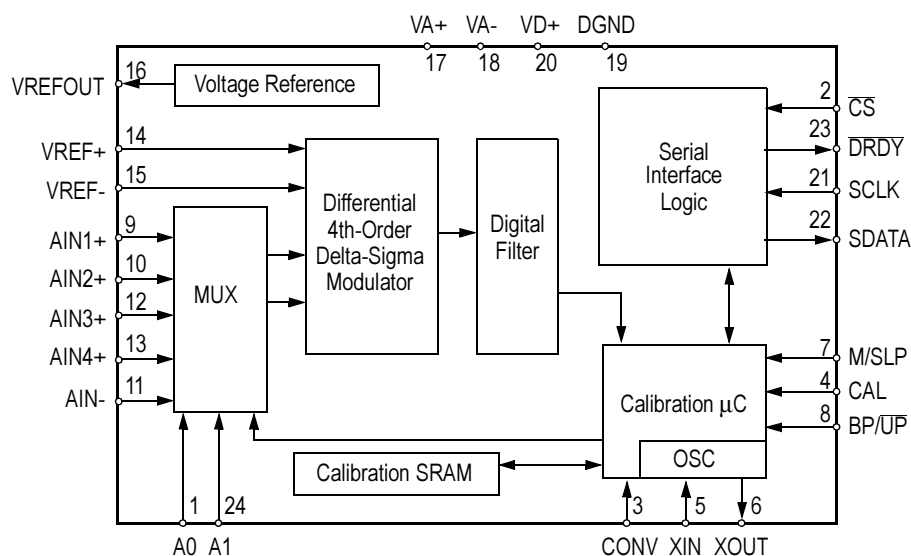 VA+ VA- VD+ DGND
17 18 20 19
VREFOUT 16 Voltage Reference
VREF+ 14
VREF- 15
AIN1+ 9
AIN2+ 10
AIN3+ 12
AIN4+ 13
AIN- 11
MUX
Differential
4th-Order
Delta-Sigma
Modulator
Digital
Filter
Serial
Interface
Logic
2 CS
23 DRDY
21 SCLK
22 SDATA
7 M/SLP
4 CAL
8 BP/UP
Calibration µC
OSC
Calibration SRAM
1 24 3 5 6
A0 A1 CONV XIN XOUT